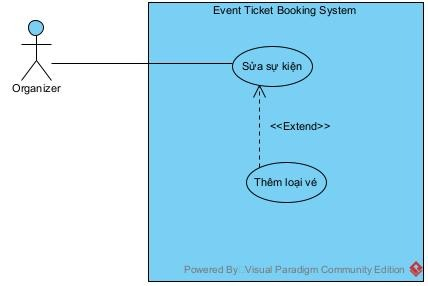 Event Ticket Booking System
Sửa sự kiện
Organizer
<<Extend>>
Thêm loại vé
Powered By Visual Paradigm Community Edition